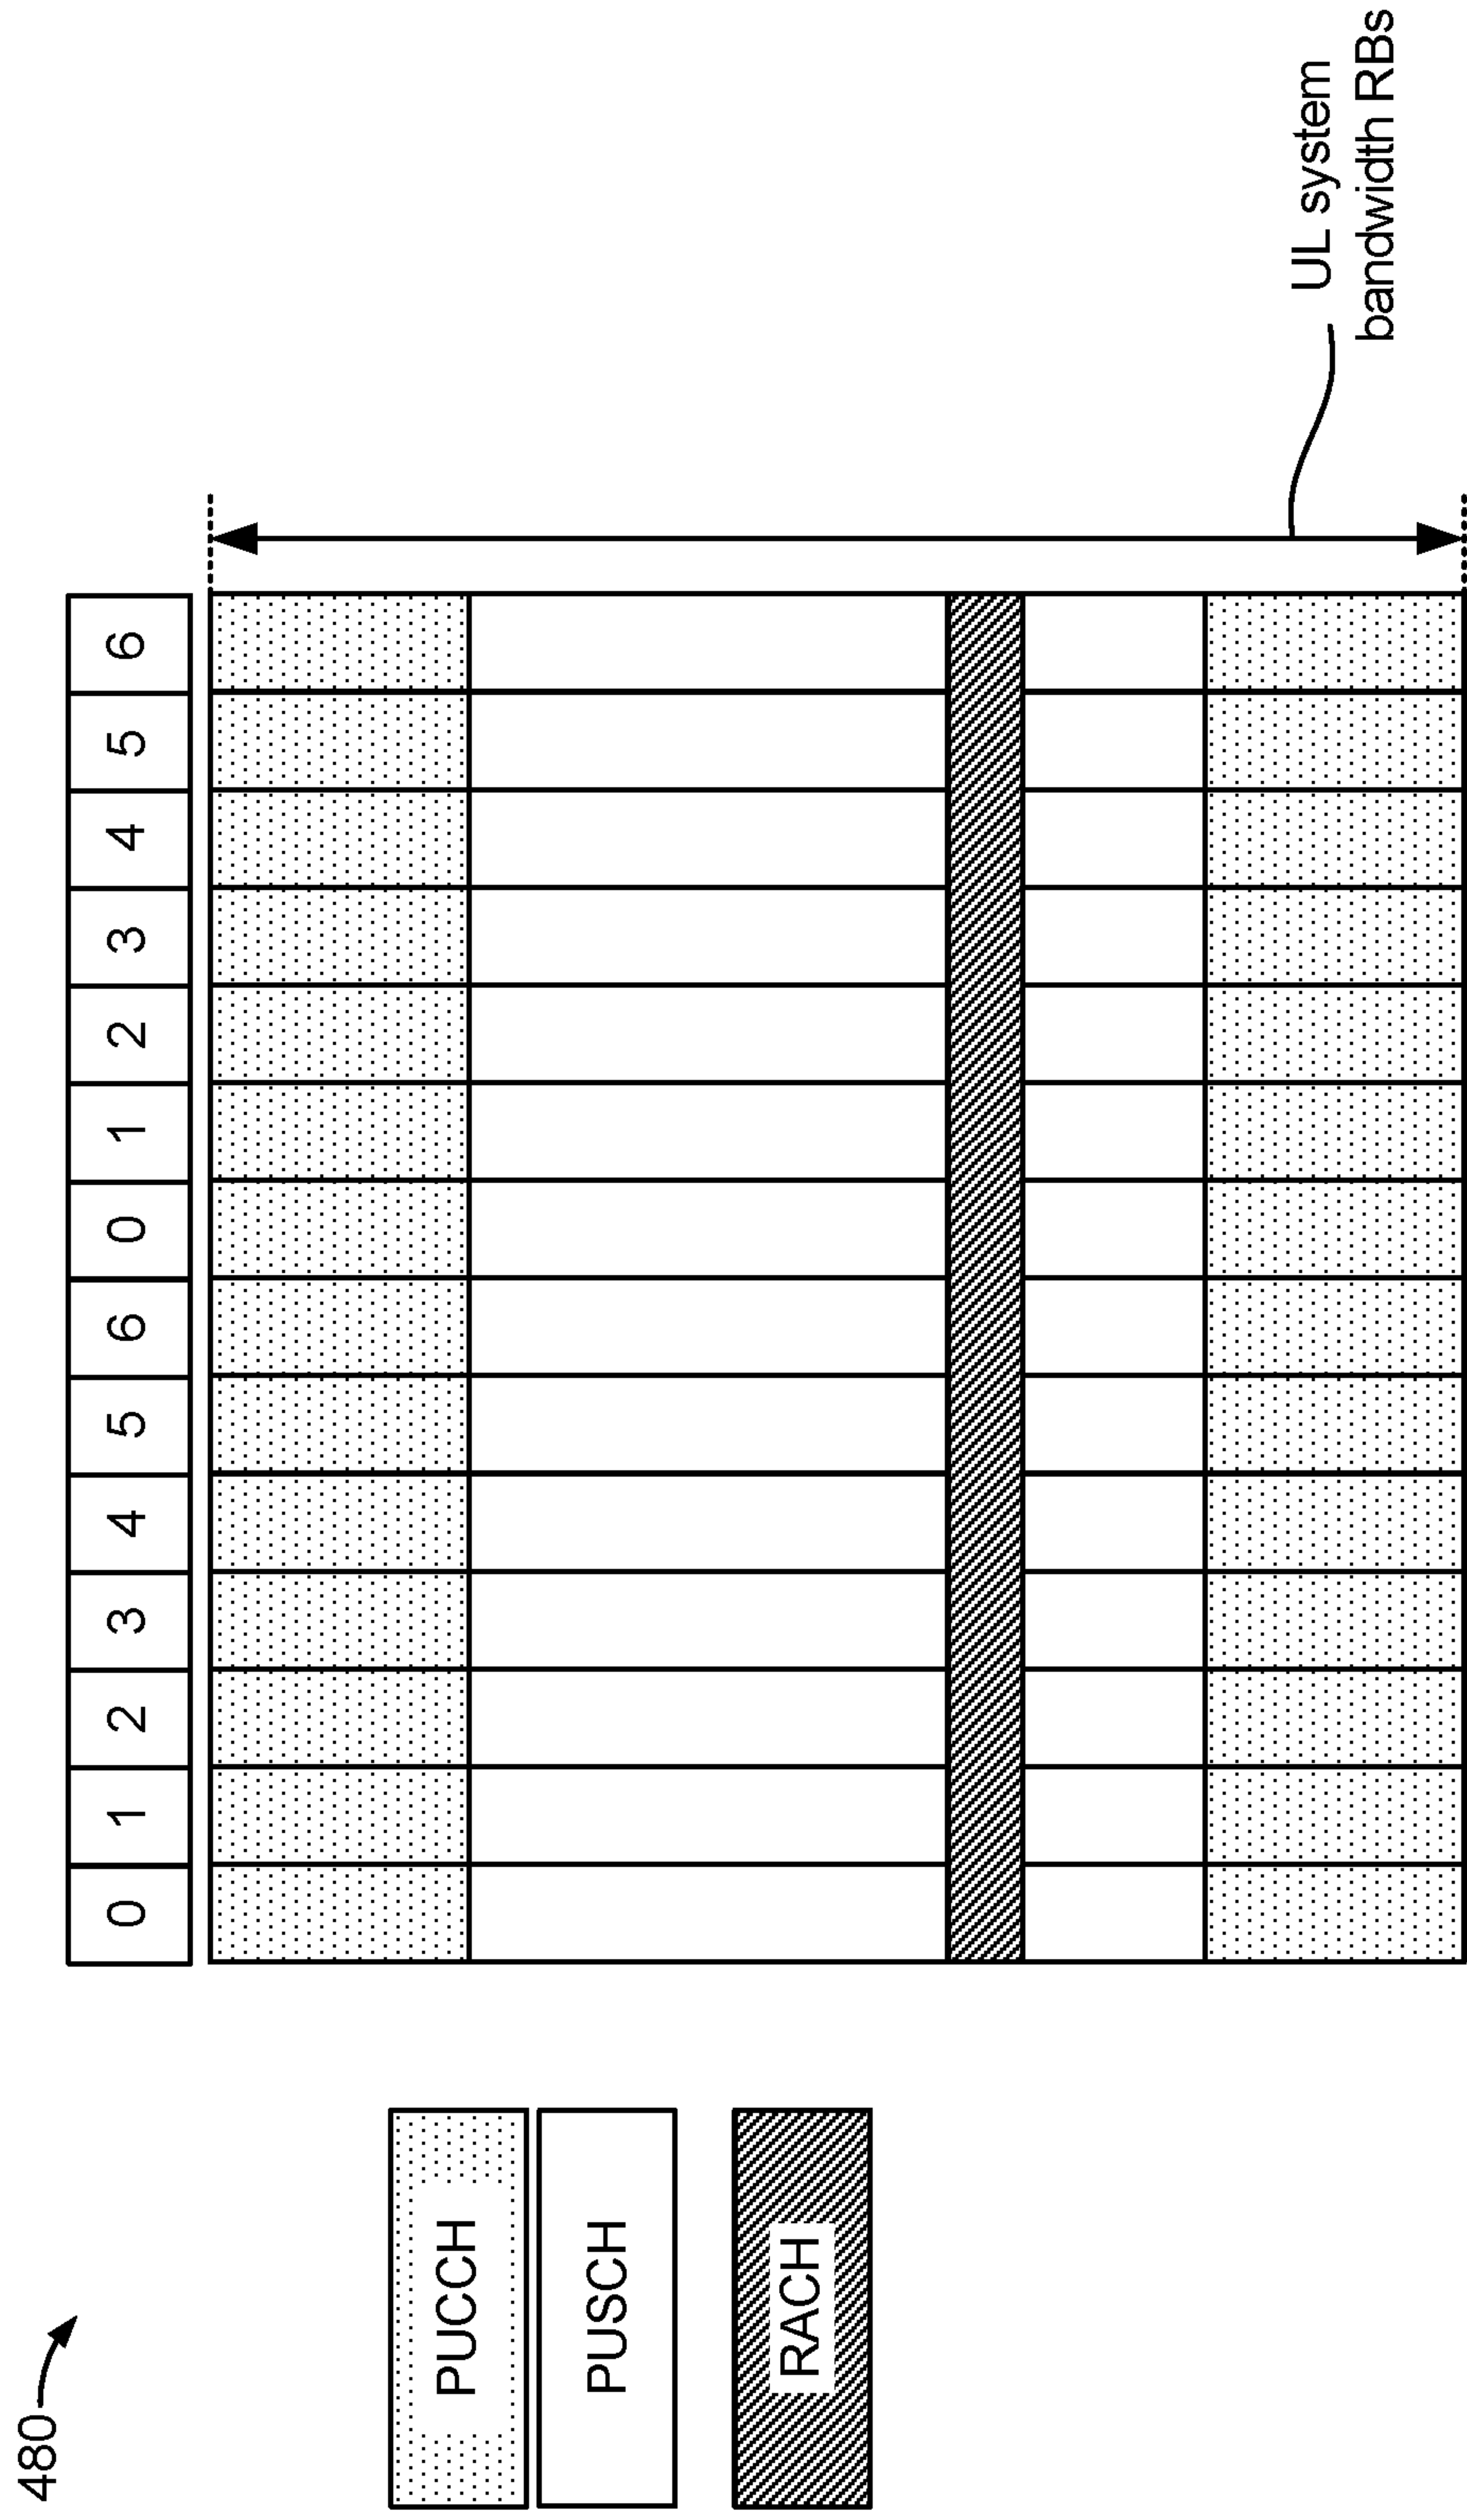 480
0 1 2 3 4 5 6 0 1 2 3 4 5 6
PUCCH
PUSCH
RACH
UL system
bandwidth RBs